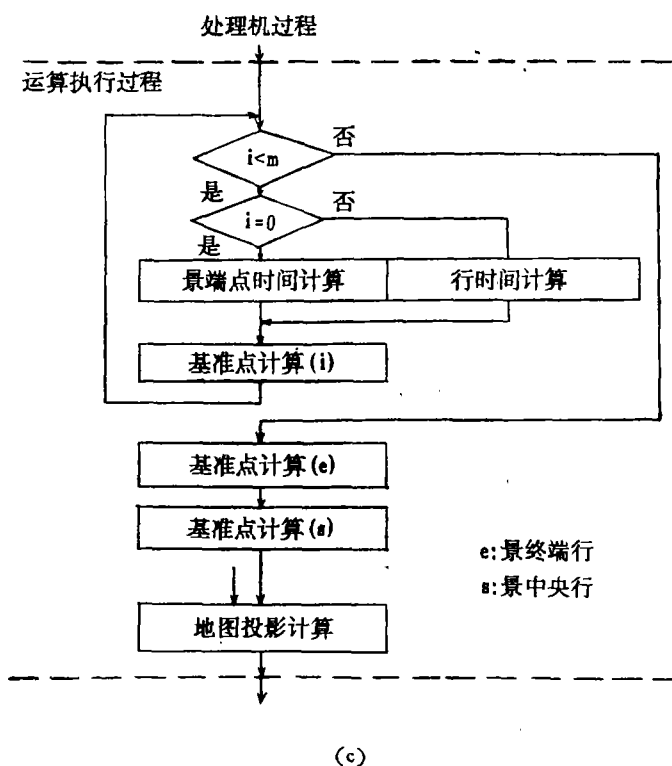 处理机过程
运算执行过程
否
i<m
是
否
i=0
是
景端点时间计算
行时间计算
基准点计算(i)
基准点计算(e)
基准点计算(s)
e:景终端行
s:景中央行
地图投影计算
(c)